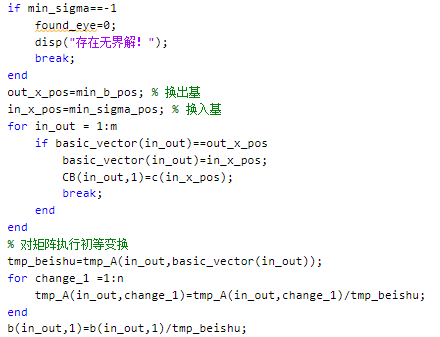 if min_sigma==-1
found_eye=0;
disp("存在无界解！");
break;
end
out_x_pos=min_b_pos; % 换出基
in_x_pos=min_sigma_pos; % 换入基
for in_out = 1:m
if basic_vector(in_out)==out_x_pos
basic_vector(in_out)=in_x_pos;
CB(in_out,1)=c(in_x_pos);
break;
end
end
% 对矩阵执行初等变换
tmp_beishu=tmp_A(in_out,basic_vector(in_out));
for change_1 =1:n
tmp_A(in_out,change_1)=tmp_A(in_out,change_1)/tmp_beishu;
end
b(in_out,1)=b(in_out,1)/tmp_beishu;